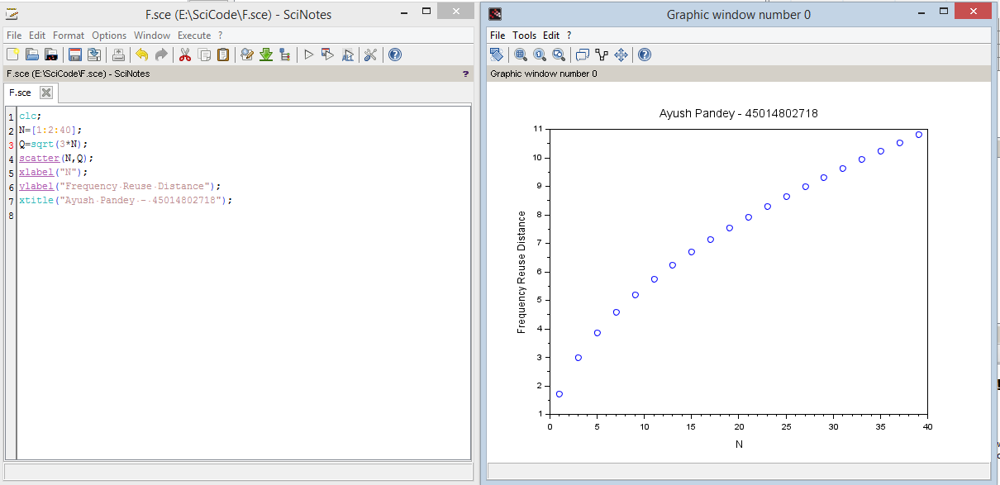 F.sce (E:\SciCode\F.sce) - SciNotes
File Edit Format Options Window Execute ?
F.sce (E:\SciCode\F.sce) - SciNotes ?
F.sce
1 clc;
2 N=[1:2:40];
3 Q=sqrt(3*N);
4 scatter(N,Q);
5 xlabel("N");
6 ylabel("Frequency Reuse Distance");
7 xtitle("Ayush Pandey - 45014802718");
8
Graphic window number 0
File Tools Edit ?
Graphic window number 0
Ayush Pandey - 45014802718
11
10
9
8
7
6
5
4
3
2
1
Frequency Reuse Distance
0 5 10 15 20 25 30 35 40
N